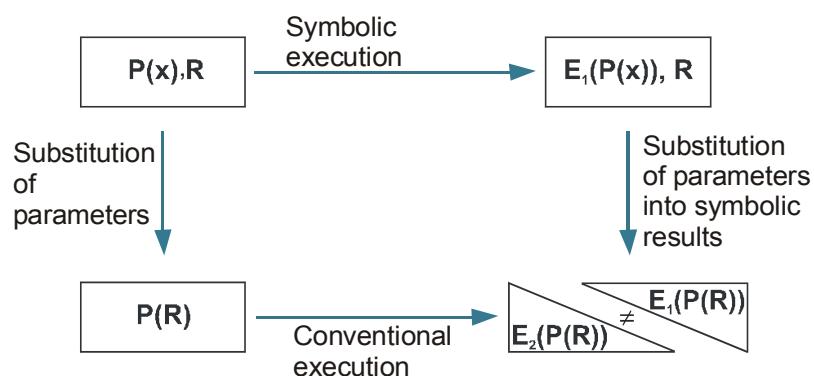 Symbolic
execution
P(x),R
E₁(P(x)), R
Substitution
of
parameters
Substitution
of parameters
into symbolic
results
P(R)
Conventional
execution
E₂(P(R))
≠
E₁(P(R))